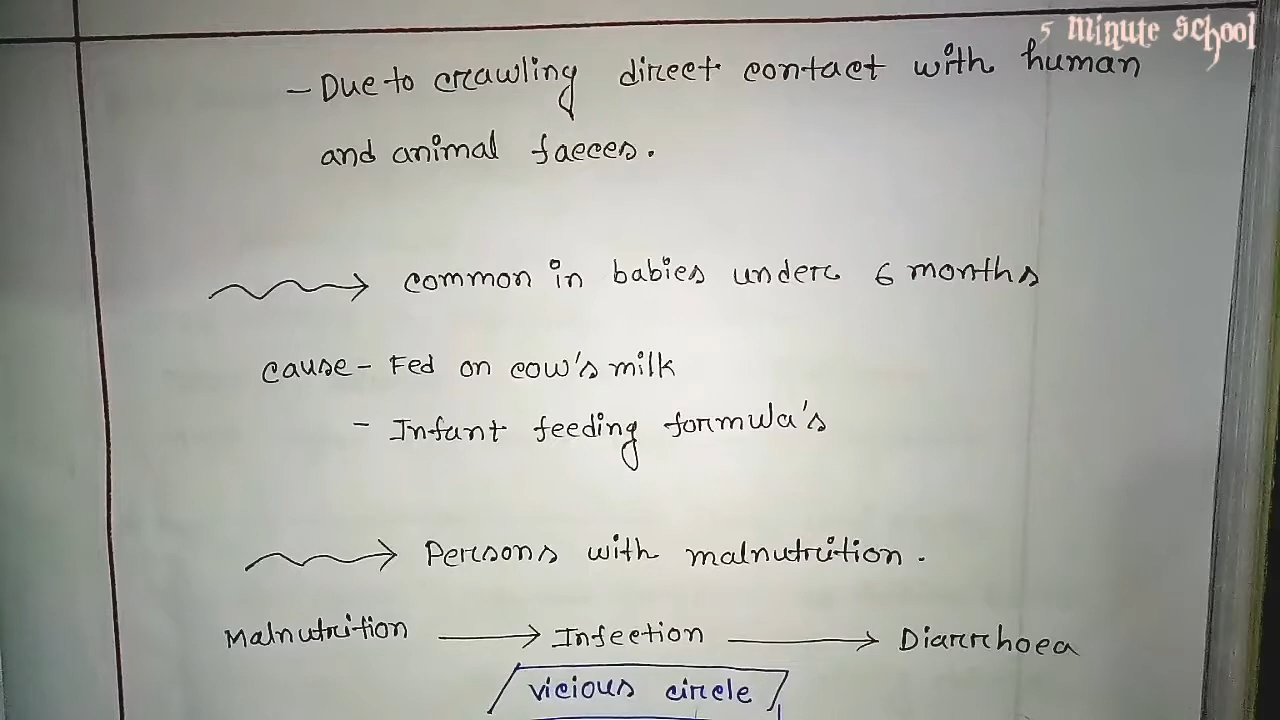 5 Minute School
- Due to crawling direct contact with human
and animal faeces.
common in babies under 6 months
cause - Fed on cow's milk
- Infant feeding formula's
Persons with malnutrition.
Malnutrition → Infection → Diarrhoea
vicious circle